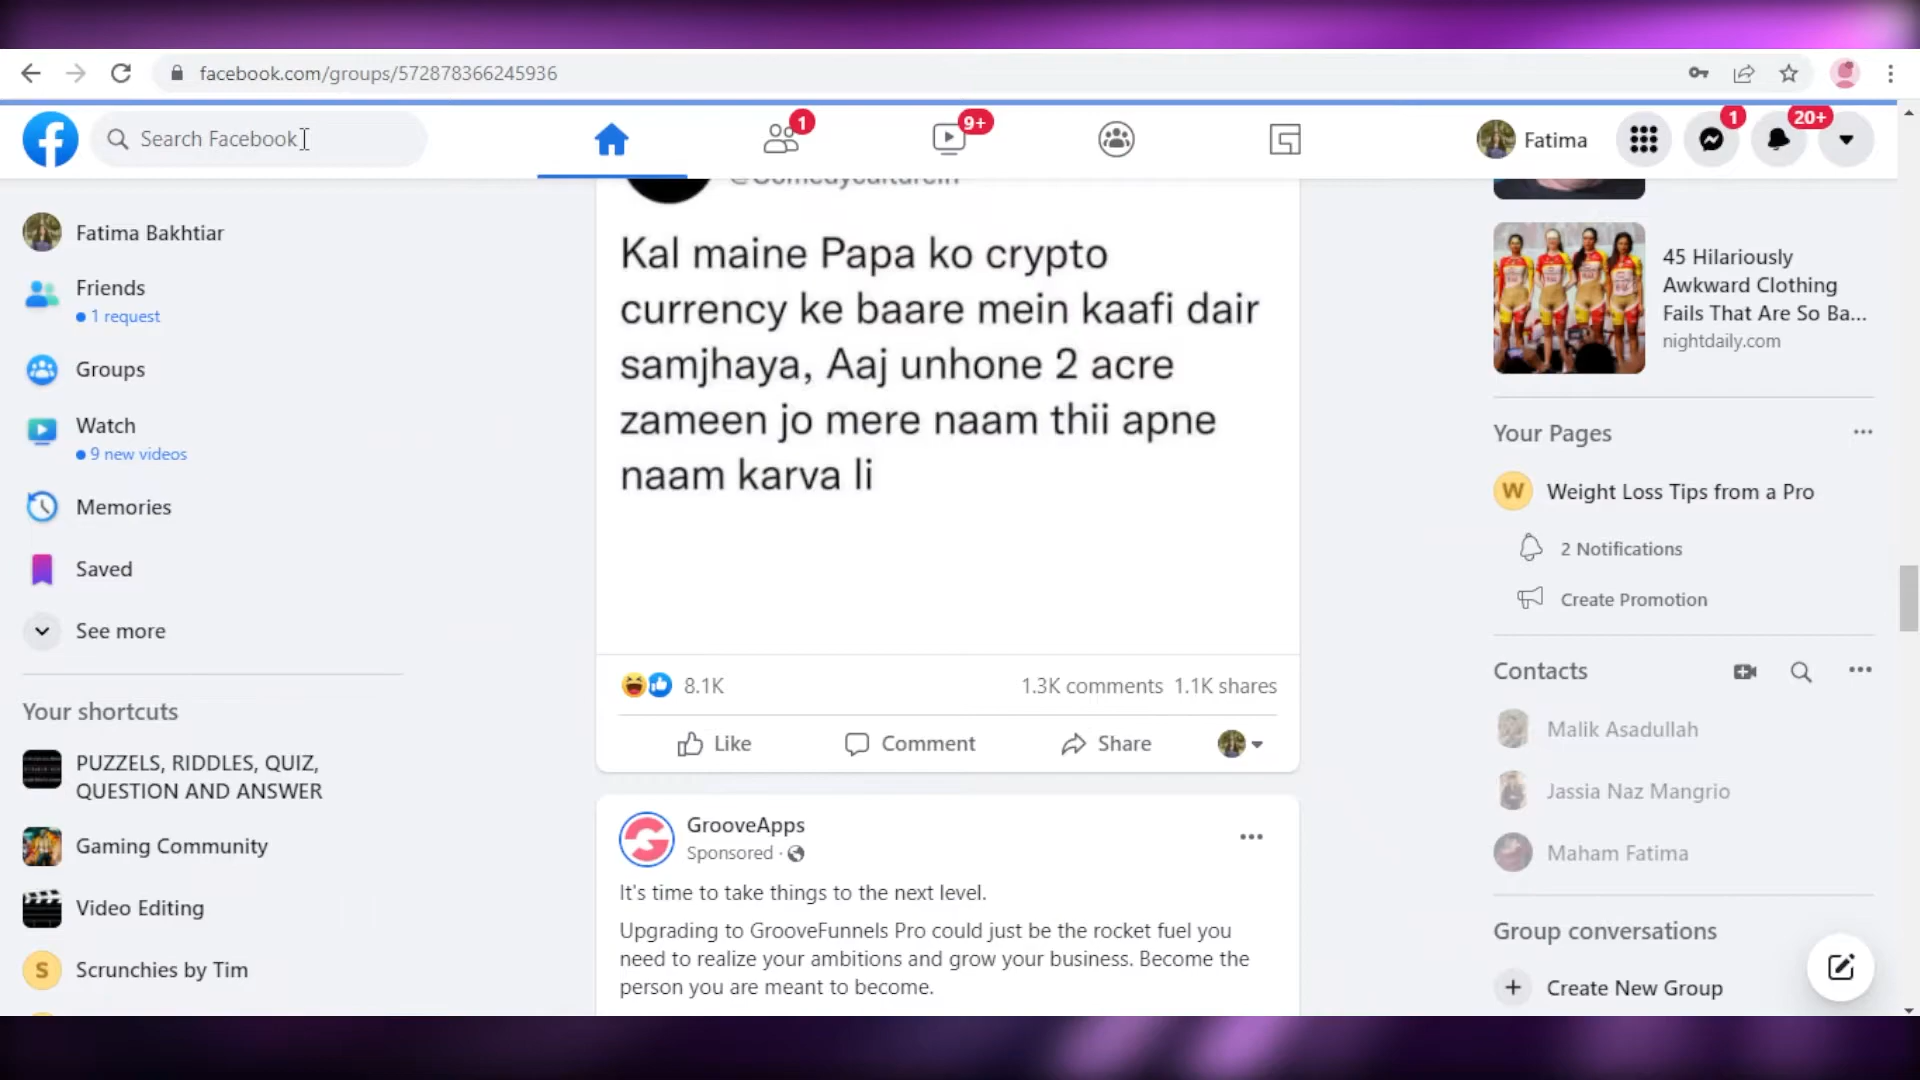 facebook.com/groups/572878366245936
Search Facebook
1
9+
Fatima
1
20+
Fatima Bakhtiar
Friends
1 request
Groups
Watch
9 new videos
Memories
Saved
See more
Your shortcuts
PUZZELS, RIDDLES, QUIZ,
QUESTION AND ANSWER
Gaming Community
Video Editing
S
Scrunchies by Tim
Kal maine Papa ko crypto
currency ke baare mein kaafi dair
samjhaya, Aaj unhone 2 acre
zameen jo mere naam thii apne
naam karva li
8.1K
1.3K comments 1.1K shares
Like
Comment
Share
GrooveApps
Sponsored ·
It's time to take things to the next level.
Upgrading to GrooveFunnels Pro could just be the rocket fuel you
need to realize your ambitions and grow your business. Become the
person you are meant to become.
45 Hilariously
Awkward Clothing
Fails That Are So Ba...
nightdaily.com
Your Pages
W
Weight Loss Tips from a Pro
2 Notifications
Create Promotion
Contacts
Malik Asadullah
Jassia Naz Mangrio
Maham Fatima
Group conversations
Create New Group